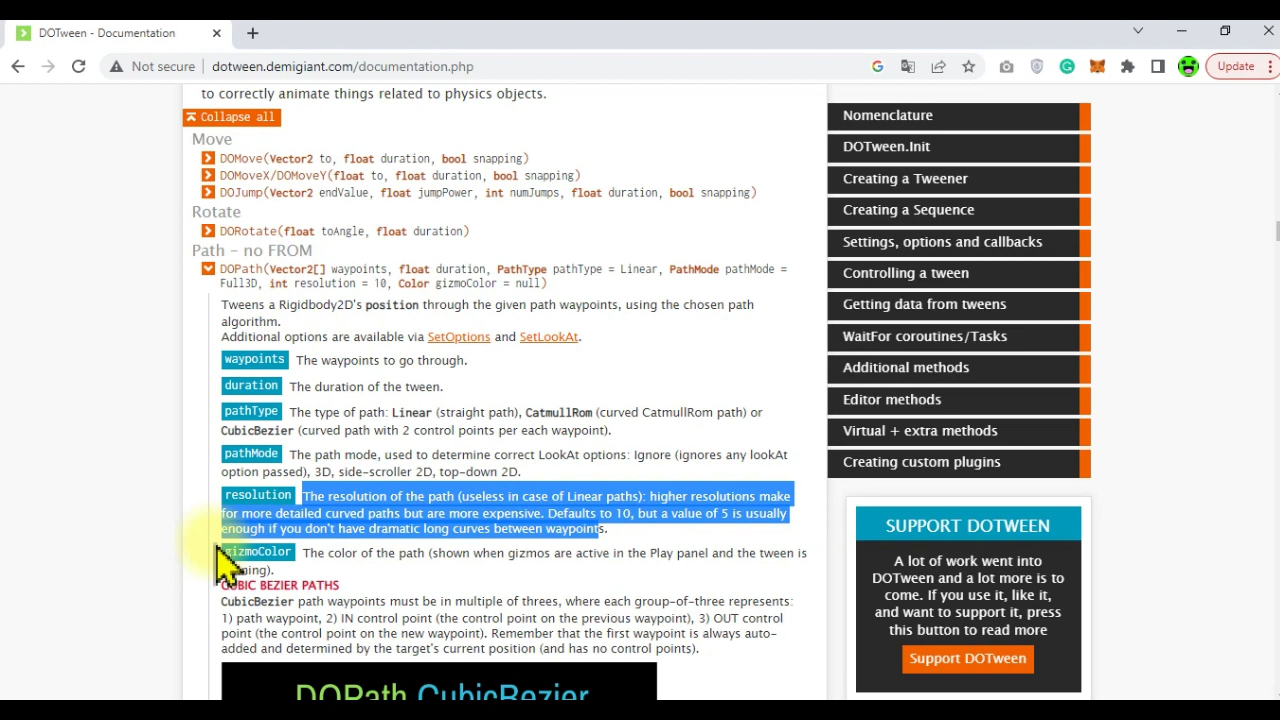 DOTween - Documentation
Not secure
dotween.demigiant.com/documentation.php
Update
to correctly animate things related to physics objects.
Collapse all
Move
DOMove(Vector2 to, float duration, bool snapping)
DOMoveX/DOMoveY(float to, float duration, bool snapping)
DOJump(Vector2 endValue, float jumpPower, int numJumps, float duration, bool snapping)
Rotate
DORotate(float toAngle, float duration)
Path – no FROM
DOPath(Vector2[] waypoints, float duration, PathType pathType = Linear, PathMode pathMode =
Full3D, int resolution = 10, Color gizmoColor = null)
Tweens a Rigidbody2D's position through the given path waypoints, using the chosen path
algorithm.
Additional options are available via SetOptions and SetLookAt.
waypoints The waypoints to go through.
duration The duration of the tween.
pathType The type of path: Linear (straight path), CatmullRom (curved CatmullRom path) or
CubicBezier (curved path with 2 control points per each waypoint).
pathMode The path mode, used to determine correct LookAt options: Ignore (ignores any lookAt
option passed), 3D, side-scroller 2D, top-down 2D.
resolution The resolution of the path (useless in case of Linear paths): higher resolutions make
for more detailed curved paths but are more expensive. Defaults to 10, but a value of 5 is usually
enough if you don't have dramatic long curves between waypoints.
gizmoColor The color of the path (shown when gizmos are active in the Play panel and the tween is
CUBIC BEZIER PATHS
CubicBezier path waypoints must be in multiple of threes, where each group-of-three represents:
1) path waypoint, 2) IN control point (the control point on the previous waypoint), 3) OUT control
point (the control point on the new waypoint). Remember that the first waypoint is always auto-
added and determined by the target's current position (and has no control points).
DOPath CubicBezier
Nomenclature
DOTween.Init
Creating a Tweener
Creating a Sequence
Settings, options and callbacks
Controlling a tween
Getting data from tweens
WaitFor coroutines/Tasks
Additional methods
Editor methods
Virtual + extra methods
Creating custom plugins
SUPPORT DOTWEEN
A lot of work went into
DOTween and a lot more is to
come. If you use it, like it,
and want to support it, press
this button to read more
Support DOTween